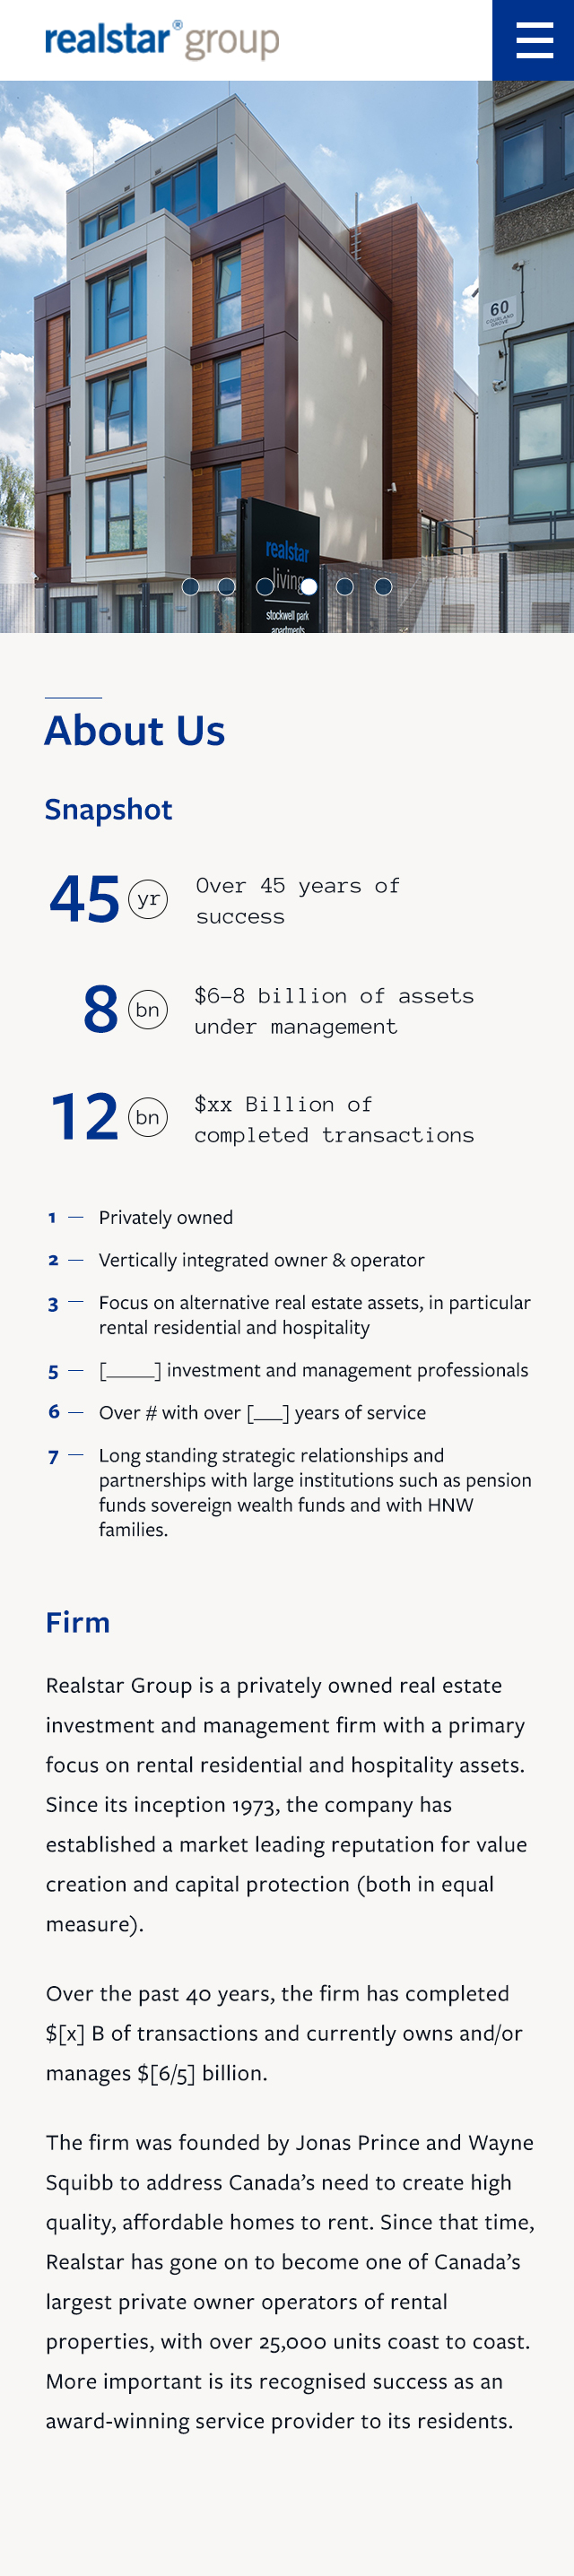 realstar® group
60
COURLAND
GROVE
realstar
living
stockwell park
apartments
About Us
Snapshot
45 yr Over 45 years of
success
8 bn $6–8 billion of assets
under management
12 bn $xx Billion of
completed transactions
1 — Privately owned
2 — Vertically integrated owner & operator
3 — Focus on alternative real estate assets, in particular
rental residential and hospitality
5 — [_____] investment and management professionals
6 — Over # with over [___] years of service
7 — Long standing strategic relationships and
partnerships with large institutions such as pension
funds sovereign wealth funds and with HNW
families.
Firm
Realstar Group is a privately owned real estate
investment and management firm with a primary
focus on rental residential and hospitality assets.
Since its inception 1973, the company has
established a market leading reputation for value
creation and capital protection (both in equal
measure).
Over the past 40 years, the firm has completed
$[x] B of transactions and currently owns and/or
manages $[6/5] billion.
The firm was founded by Jonas Prince and Wayne
Squibb to address Canada’s need to create high
quality, affordable homes to rent. Since that time,
Realstar has gone on to become one of Canada’s
largest private owner operators of rental
properties, with over 25,000 units coast to coast.
More important is its recognised success as an
award-winning service provider to its residents.